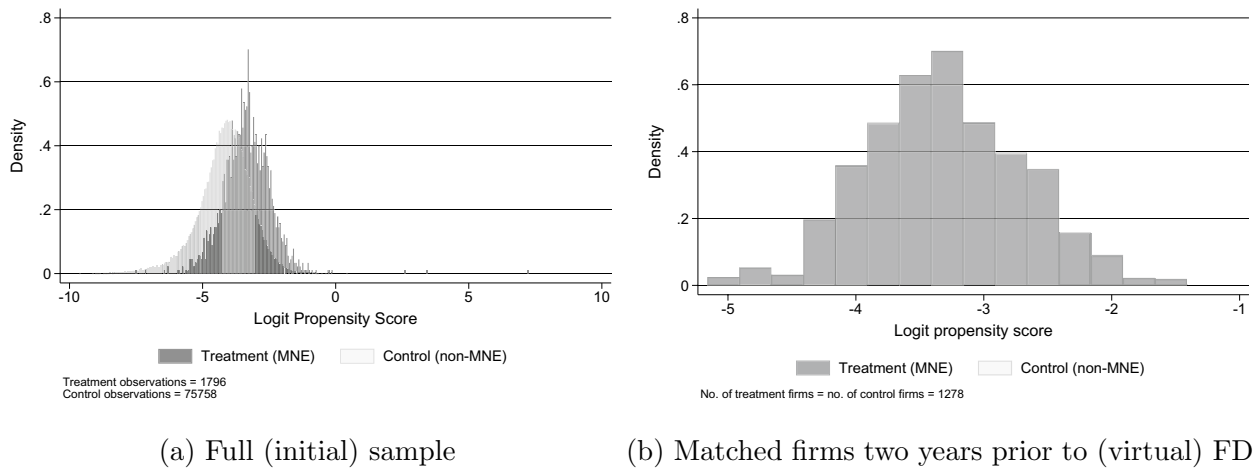 .8
.6
.4
.2
0
Density
-10
-5
0
5
10
Logit Propensity Score
Treatment (MNE)
Control (non-MNE)
Treatment observations = 1796
Control observations = 75758
(a) Full (initial) sample
.8
.6
.4
.2
0
Density
-5
-4
-3
-2
-1
Logit propensity score
Treatment (MNE)
Control (non-MNE)
No. of treatment firms = no. of control firms = 1278
(b) Matched firms two years prior to (virtual) FD